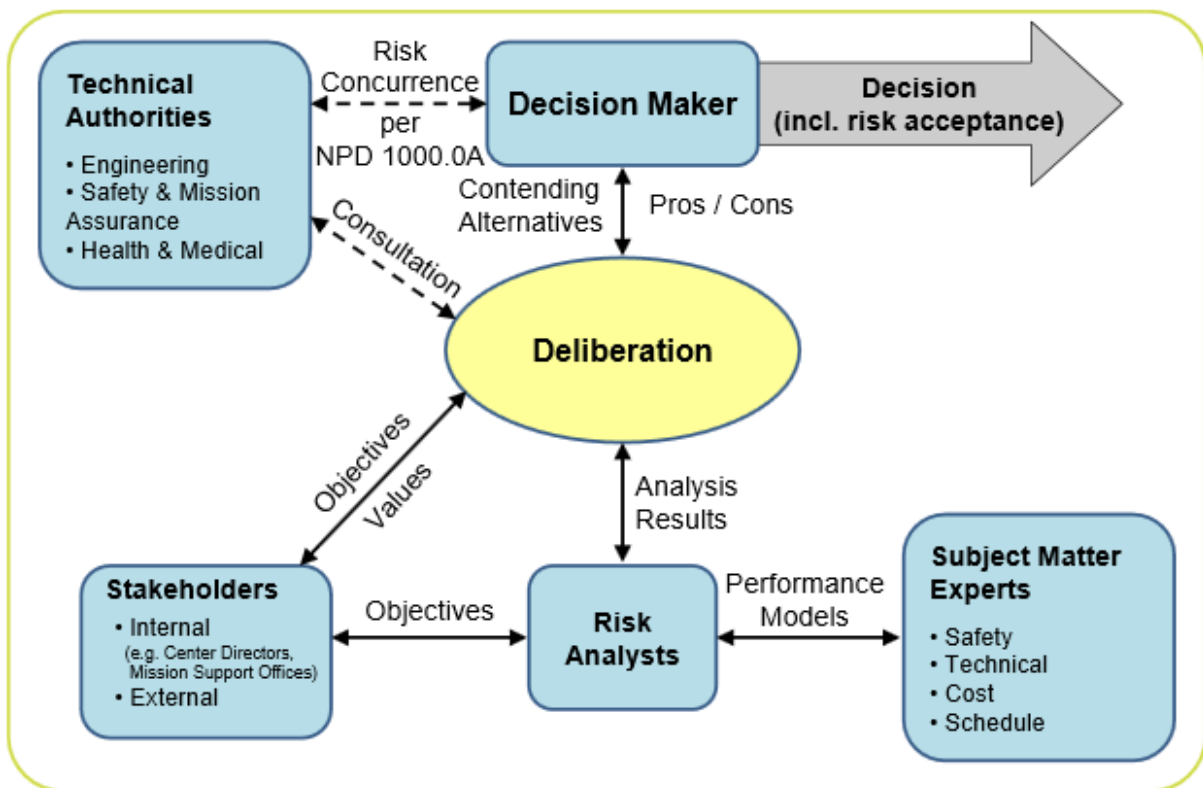 Technical
Authorities
• Engineering
• Safety & Mission
Assurance
• Health & Medical
Risk
Concurrence
per
NPD 1000.0A
Decision Maker
Decision
(incl. risk acceptance)
Contending
Alternatives
Pros / Cons
Consultation
Deliberation
Objectives
Values
Analysis
Results
Stakeholders
• Internal
(e.g. Center Directors,
Mission Support Offices)
• External
Objectives
Risk
Analysts
Performance
Models
Subject Matter
Experts
• Safety
• Technical
• Cost
• Schedule